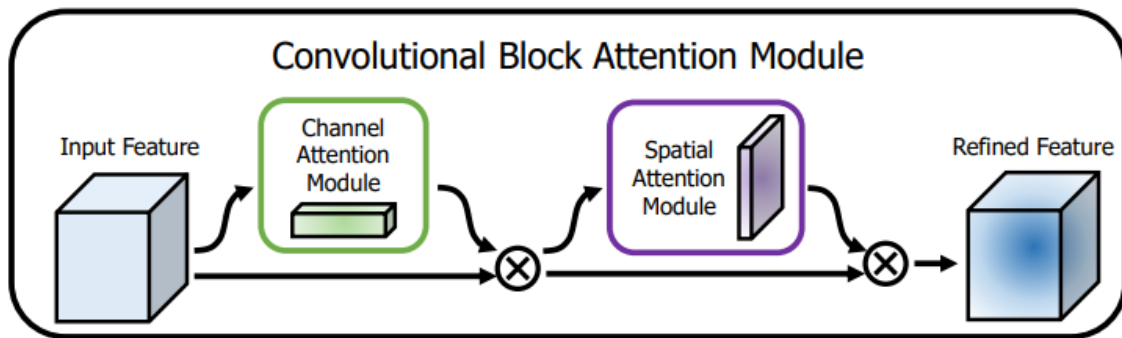 Convolutional Block Attention Module
Input Feature
Channel
Attention
Module
Spatial
Attention
Module
Refined Feature